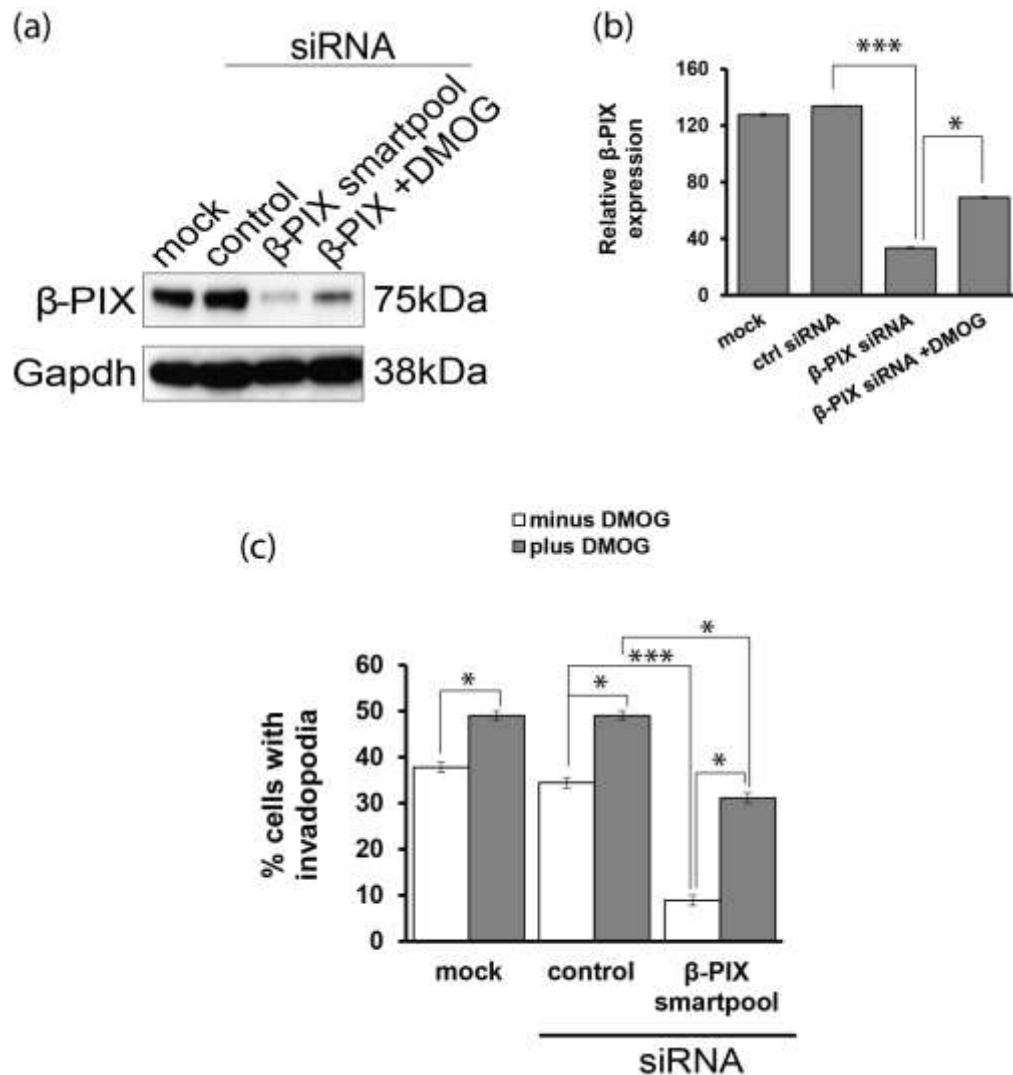 (a)
siRNA
mock
control
β-PIX smartpool
β-PIX +DMOG
β-PIX
75kDa
Gapdh
38kDa
(b)
Relative β-PIX
expression
160
120
80
40
0
***
*
mock
ctrl siRNA
β-PIX siRNA
β-PIX siRNA +DMOG
(c)
minus DMOG
plus DMOG
% cells with
invadopodia
60
50
40
30
20
10
0
*
*
***
*
*
mock
control
β-PIX
smartpool
siRNA